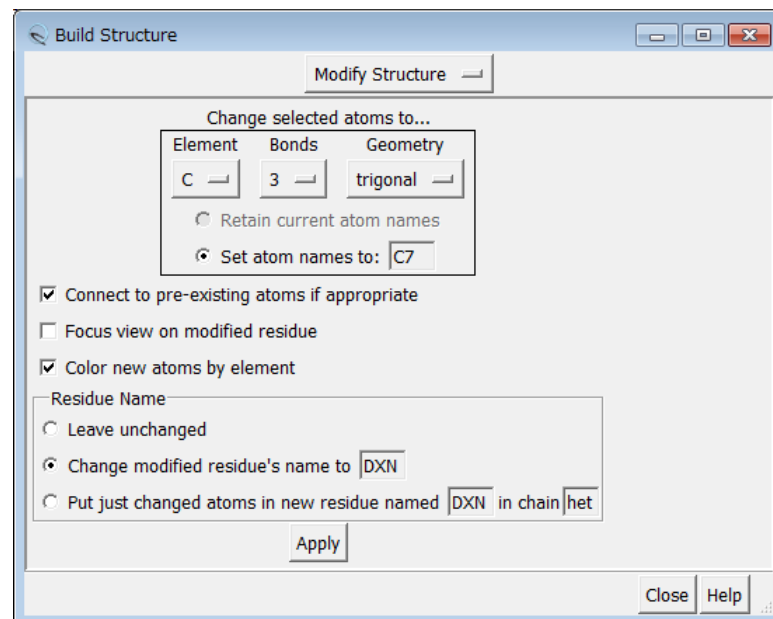 Build Structure
Modify Structure
Change selected atoms to...
Element Bonds Geometry
C 3 trigonal
Retain current atom names
Set atom names to: C7
Connect to pre-existing atoms if appropriate
Focus view on modified residue
Color new atoms by element
Residue Name
Leave unchanged
Change modified residue's name to DXN
Put just changed atoms in new residue named DXN in chain het
Apply
Close Help